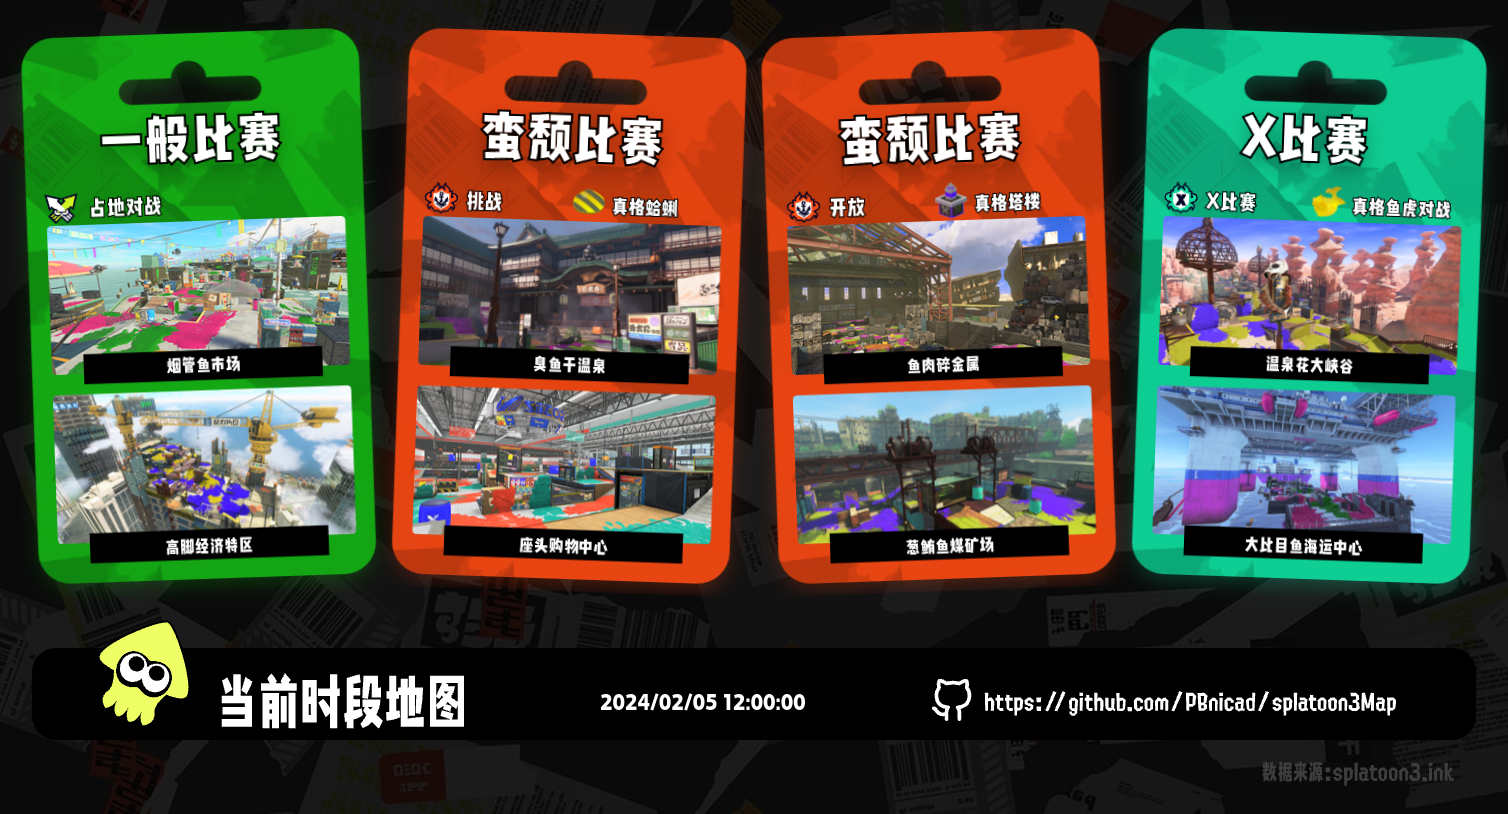 一般比赛
占地对战
烟管鱼市场
高脚经济特区
蛮颓比赛
挑战
真格蛤蜊
臭鱼干温泉
座头购物中心
蛮颓比赛
开放
真格塔楼
鱼肉碎金属
葱鲔鱼煤矿场
X比赛
X比赛
真格鱼虎对战
温泉花大峡谷
大比目鱼海运中心
当前时段地图
2024/02/05 12:00:00
https://github.com/PBnicad/splatoon3Map
数据来源:splatoon3.ink